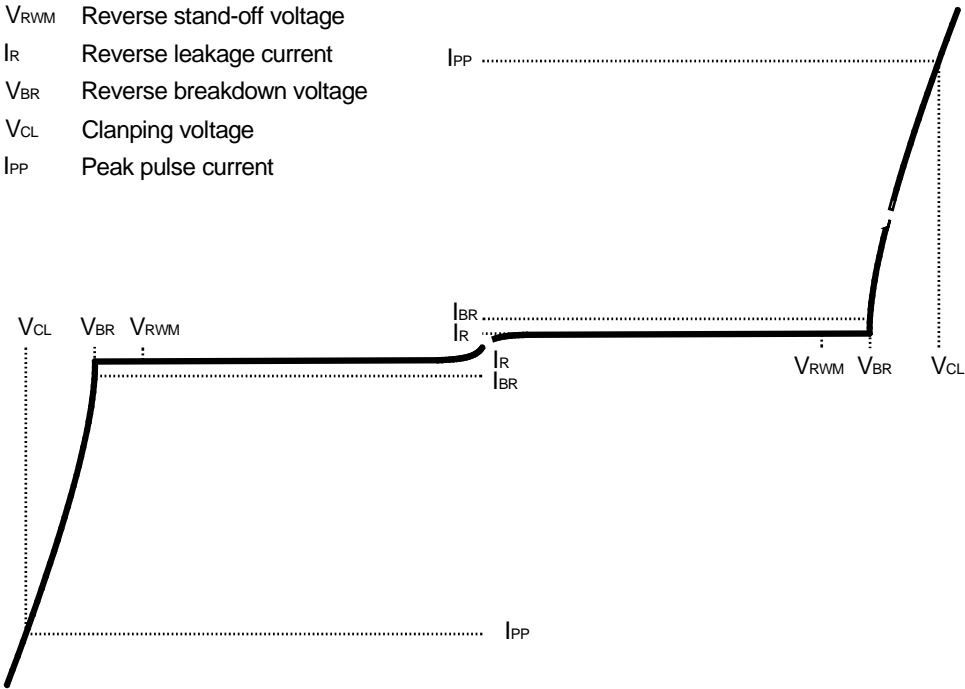 VRWM Reverse stand-off voltage
IR Reverse leakage current
VBR Reverse breakdown voltage
VCL Clanping voltage
IPP Peak pulse current
IPP
IBR
IR
VCL VBR VRWM
IR
IBR
VRWM VBR VCL
IPP